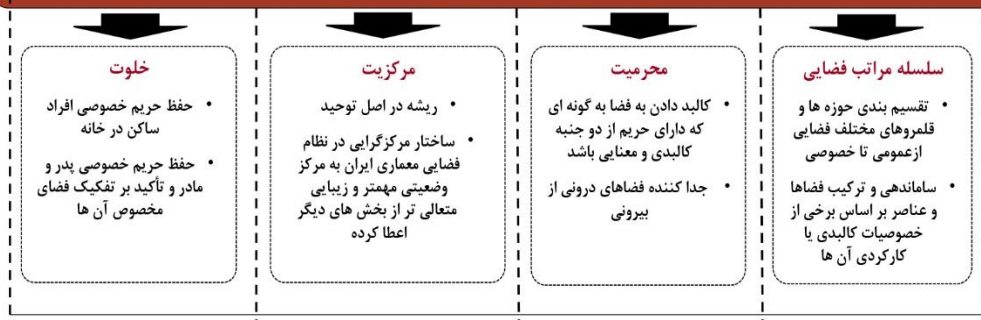 سلسله مراتب فضایی
• تقسیم بندی حوزه ها و
قلمروهای مختلف فضایی
ازعمومی تا خصوصی
• ساماندهی و ترکیب فضاها
و عناصر بر اساس برخی از
خصوصیات کالبدی یا
کارکردی آن ها
محرمیت
• کالبد دادن به فضا به گونه ای
که دارای حریم از دو جنبه
کالبدی و معنایی باشد
• جدا کننده فضاهای درونی از
بیرونی
مرکزیت
• ریشه در اصل توحید
• ساختار مرکزگرایی در نظام
فضایی معماری ایران به مرکز
وضعیتی مهمتر و زیبایی
متعالی تر از بخش های دیگر
اعطا کرده
خلوت
• حفظ حریم خصوصی افراد
ساکن در خانه
• حفظ حریم خصوصی پدر و
مادر و تأکید بر تفکیک فضای
مخصوص آن ها